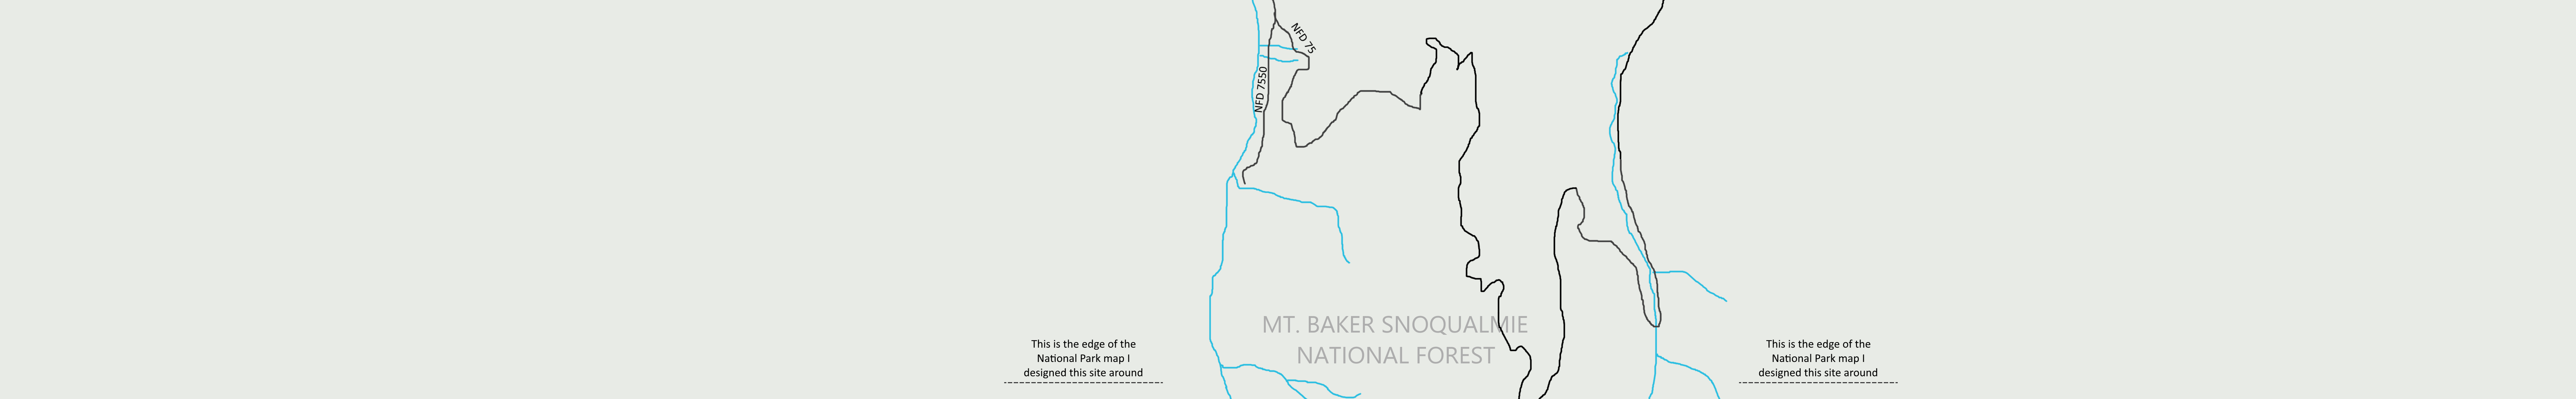 NFD 75
NFD 7550
MT. BAKER SNOQUALMIE
NATIONAL FOREST
This is the edge of the
National Park map I
designed this site around
This is the edge of the
National Park map I
designed this site around